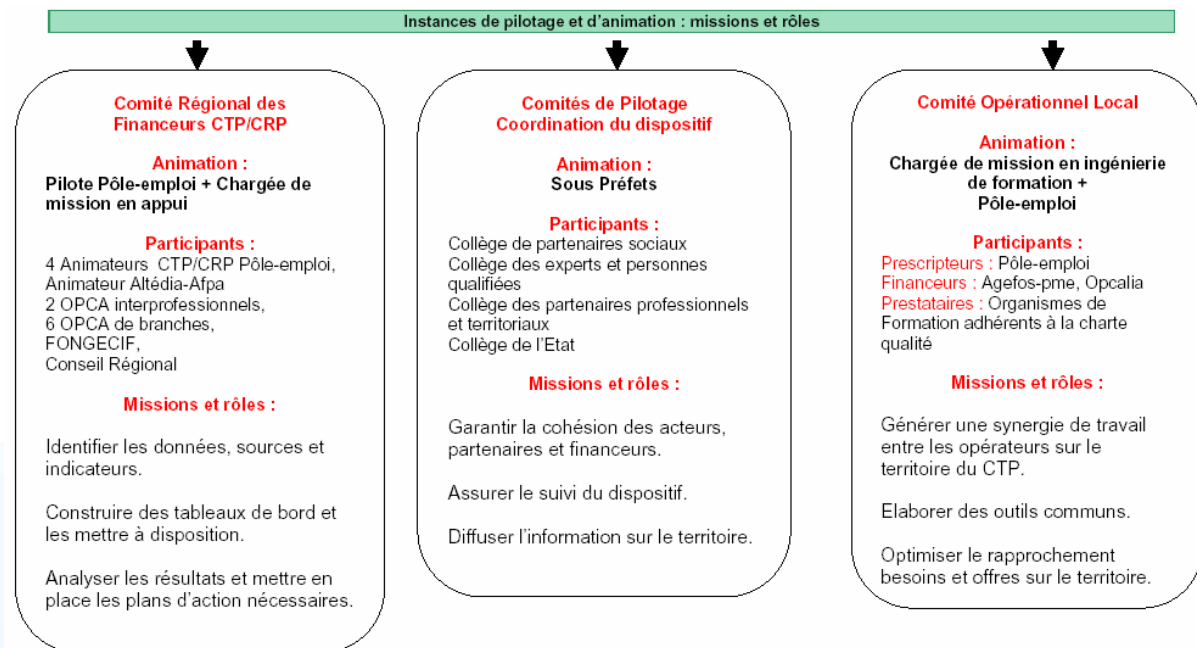 Instances de pilotage et d'animation : missions et rôles
Comité Régional des
Financeurs CTP/CRP
Animation :
Pilote Pôle-emploi + Chargée de
mission en appui
Participants :
4 Animateurs CTP/CRP Pôle-emploi,
Animateur Altédia-Afpa
2 OPCA interprofessionnels,
6 OPCA de branches,
FONGECIF,
Conseil Régional
Missions et rôles :
Identifier les données, sources et
indicateurs.
Construire des tableaux de bord et
les mettre à disposition.
Analyser les résultats et mettre en
place les plans d'action nécessaires.
Comités de Pilotage
Coordination du dispositif
Animation :
Sous Préfets
Participants :
Collège de partenaires sociaux
Collège des experts et personnes
qualifiées
Collège des partenaires professionnels
et territoriaux
Collège de l'Etat
Missions et rôles :
Garantir la cohésion des acteurs,
partenaires et financeurs.
Assurer le suivi du dispositif.
Diffuser l'information sur le territoire.
Comité Opérationnel Local
Animation :
Chargée de mission en ingénierie
de formation +
Pôle-emploi
Participants :
Prescripteurs : Pôle-emploi
Financeurs : Agefos-pme, Opcalia
Prestataires : Organismes de
Formation adhérents à la charte
qualité
Missions et rôles :
Générer une synergie de travail
entre les opérateurs sur le
territoire du CTP.
Elaborer des outils communs.
Optimiser le rapprochement
besoins et offres sur le territoire.